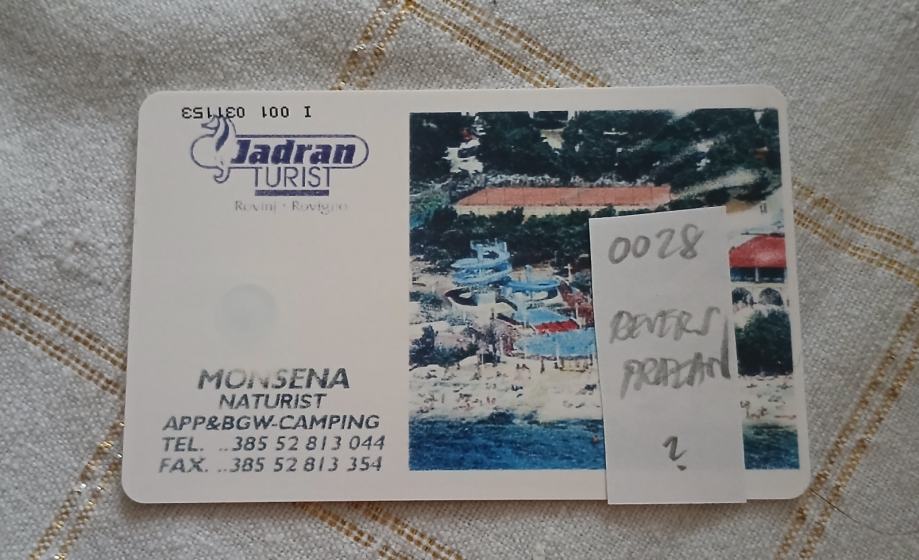 I 001 031153
Jadran
TURIST
Rovinj • Rovigno
MONSENA
NATURIST
APP&BGW-CAMPING
TEL. ..385 52 813 044
FAX. ..385 52 813 354
0028
REVERS
PRAZAN
?